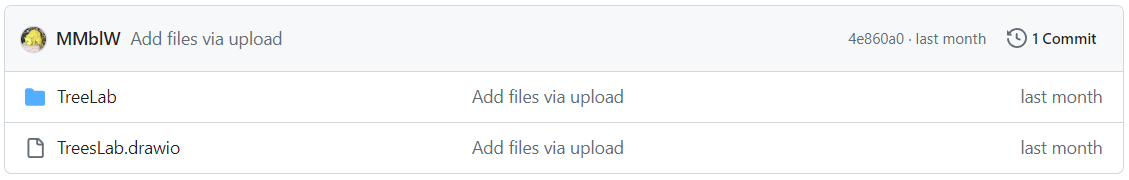 MMblW Add files via upload 4e860a0 · last month 1 Commit
TreeLab Add files via upload last month
TreesLab.drawio Add files via upload last month